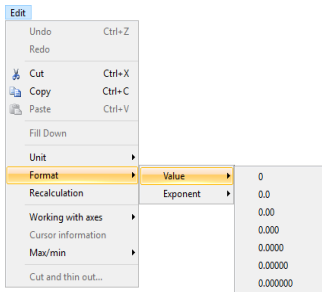 Edit
Undo Ctrl+Z
Redo
Cut Ctrl+X
Copy Ctrl+C
Paste Ctrl+V
Fill Down
Unit
Format
Recalculation
Working with axes
Cursor information
Max/min
Cut and thin out...
Value
Exponent
0
0.0
0.00
0.000
0.0000
0.00000
0.000000